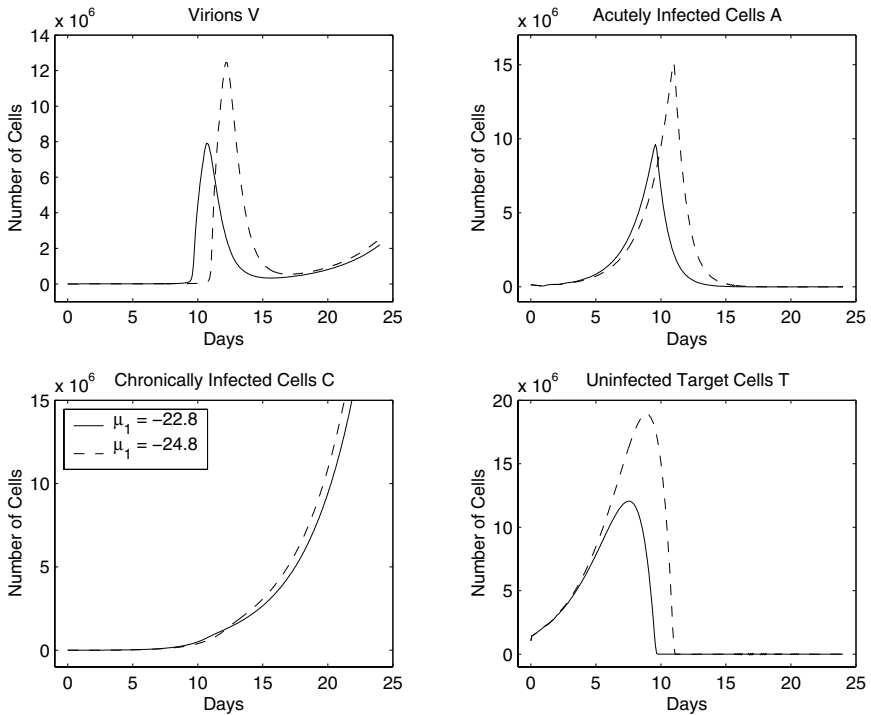 Virions V
x 10^6
14
12
10
8
6
4
2
0
Number of Cells
0 5 10 15 20 25
Days
Acutely Infected Cells A
x 10^6
15
10
5
0
Number of Cells
0 5 10 15 20 25
Days
Chronically Infected Cells C
x 10^6
15
10
5
0
Number of Cells
μ_1 = −22.8
μ_1 = −24.8
0 5 10 15 20 25
Days
Uninfected Target Cells T
x 10^6
20
15
10
5
0
Number of Cells
0 5 10 15 20 25
Days